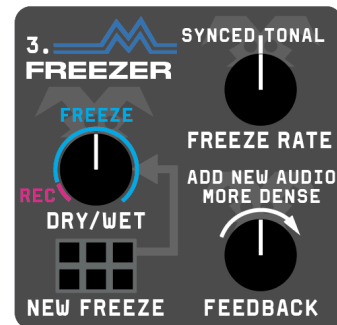 3.
FREEZER
FREEZE
REC
DRY/WET
NEW FREEZE
SYNCED TONAL
FREEZE RATE
ADD NEW AUDIO
MORE DENSE
FEEDBACK